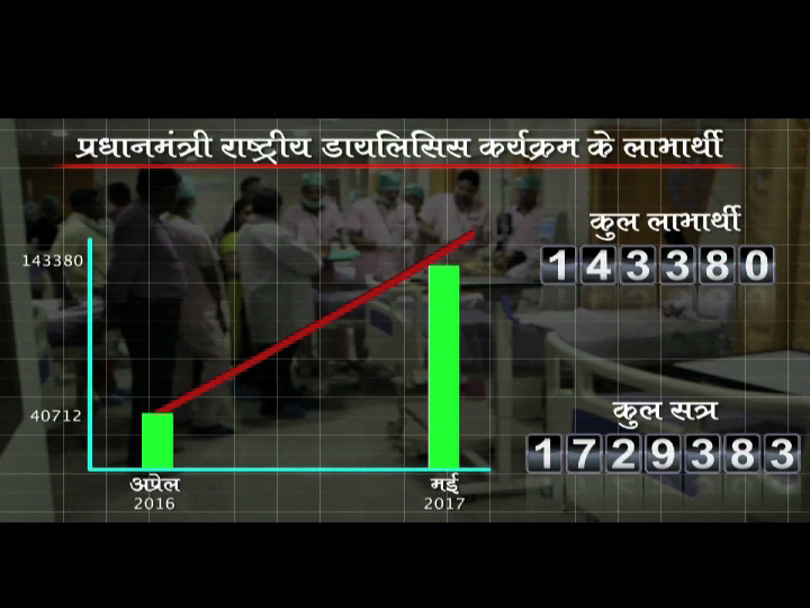 प्रधानमंत्री राष्ट्रीय डायलिसिस कर्यक्रम के लाभार्थी
कुल लाभार्थी
143380
143380
40712
कुल सत्र
1729383
अप्रेल
2016
मई
2017